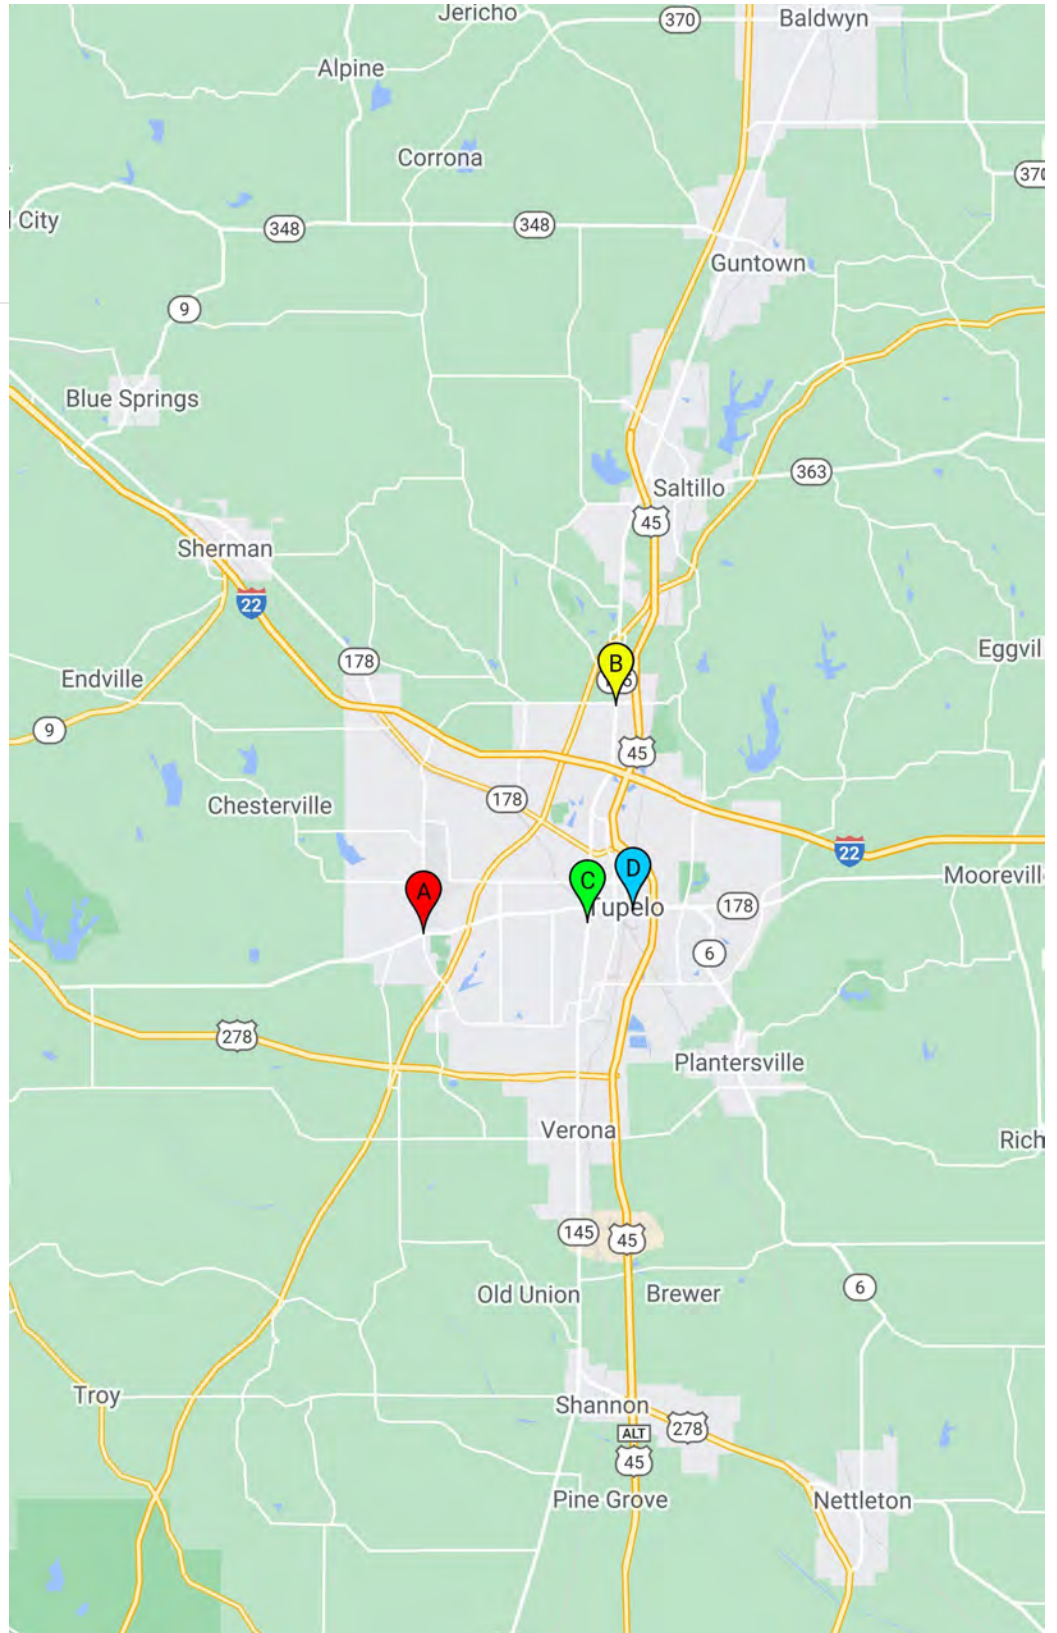 Jericho
370
Baldwyn
Alpine
Corrona
370
l City
348
348
Guntown
9
Blue Springs
363
Saltillo
45
Sherman
22
Eggvil
178
B
Endville
9
45
178
Chesterville
22
Mooreville
A
C
D
Tupelo
178
6
278
Plantersville
Verona
Rich
145
45
Old Union
Brewer
6
Troy
Shannon
278
ALT
45
Pine Grove
Nettleton